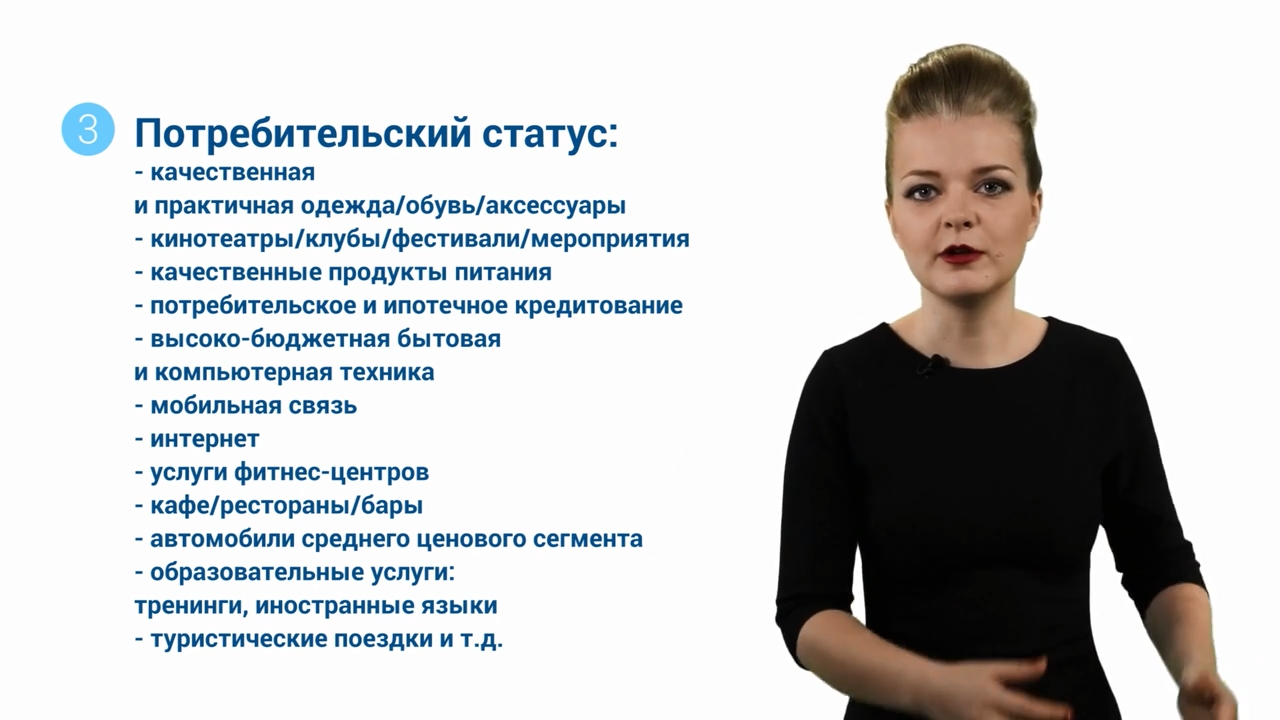 3 Потребительский статус:
- качественная
и практичная одежда/обувь/аксессуары
- кинотеатры/клубы/фестивали/мероприятия
- качественные продукты питания
- потребительское и ипотечное кредитование
- высоко-бюджетная бытовая
и компьютерная техника
- мобильная связь
- интернет
- услуги фитнес-центров
- кафе/рестораны/бары
- автомобили среднего ценового сегмента
- образовательные услуги:
тренинги, иностранные языки
- туристические поездки и т.д.